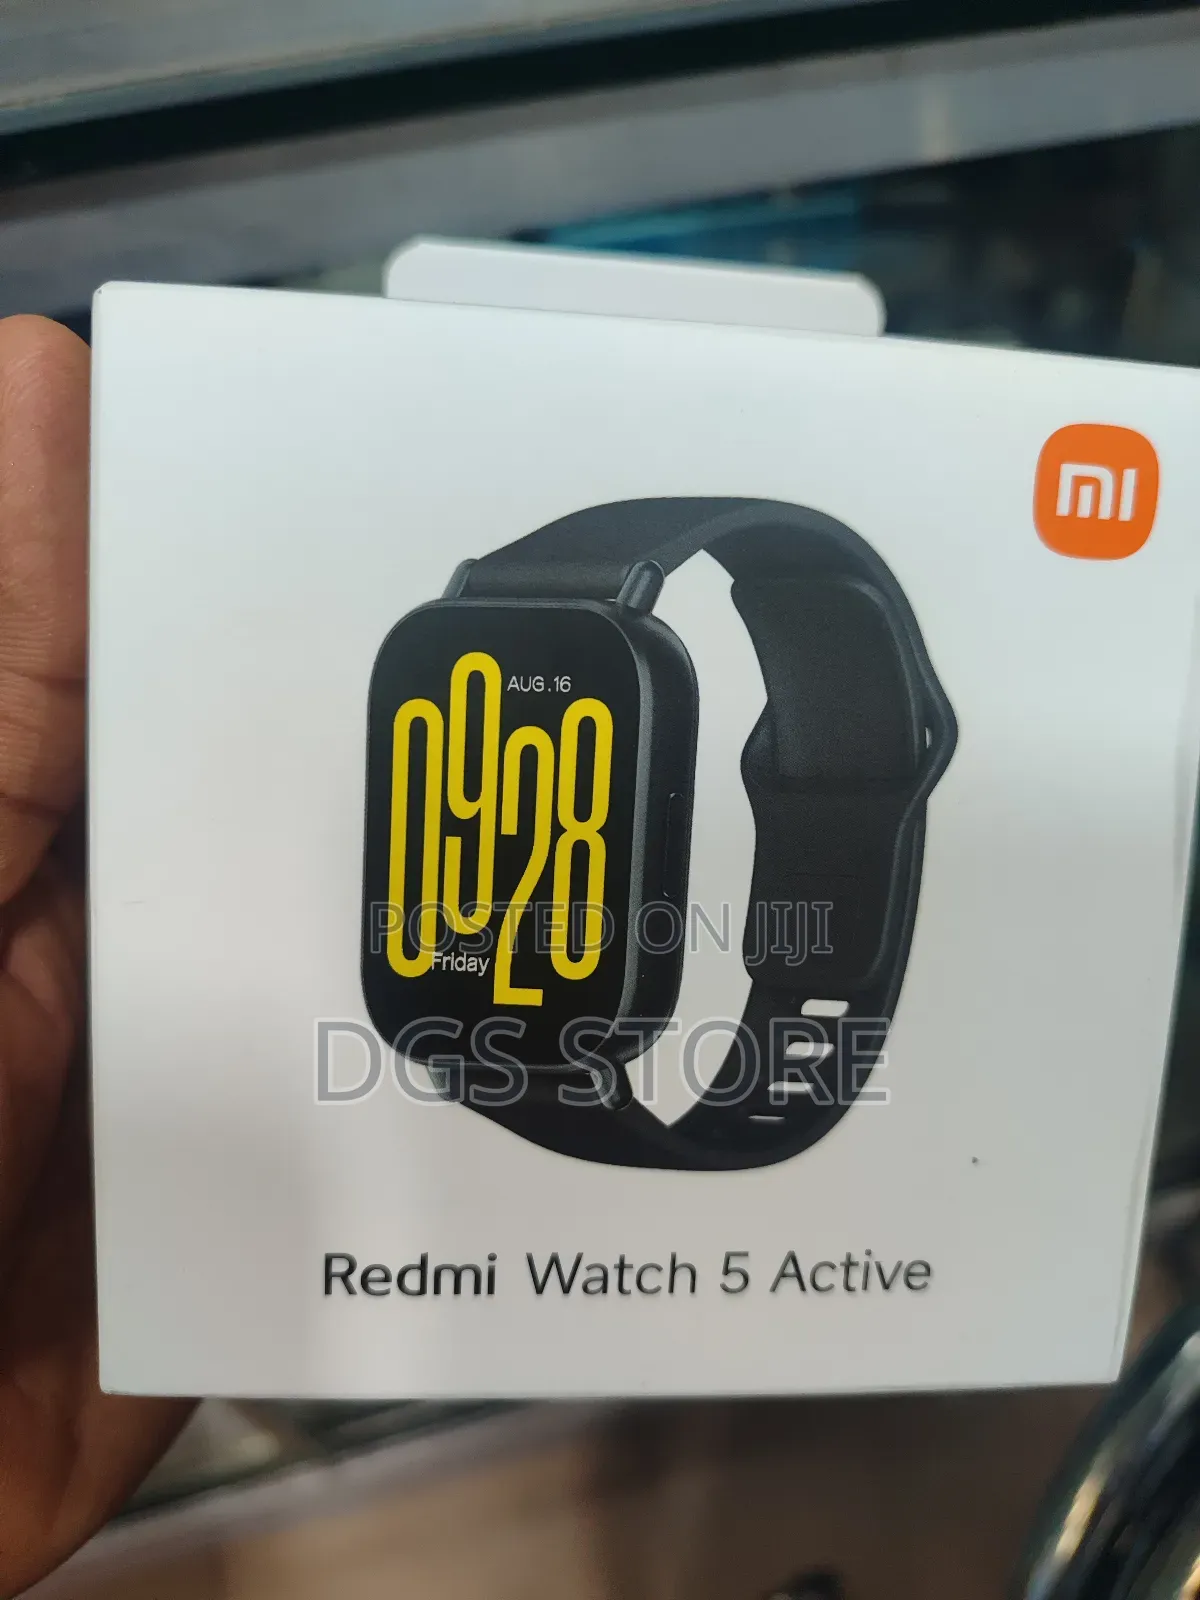 mi
AUG.16
0928
Friday
POSTED ON JIJI
DGS STORE
Redmi Watch 5 Active